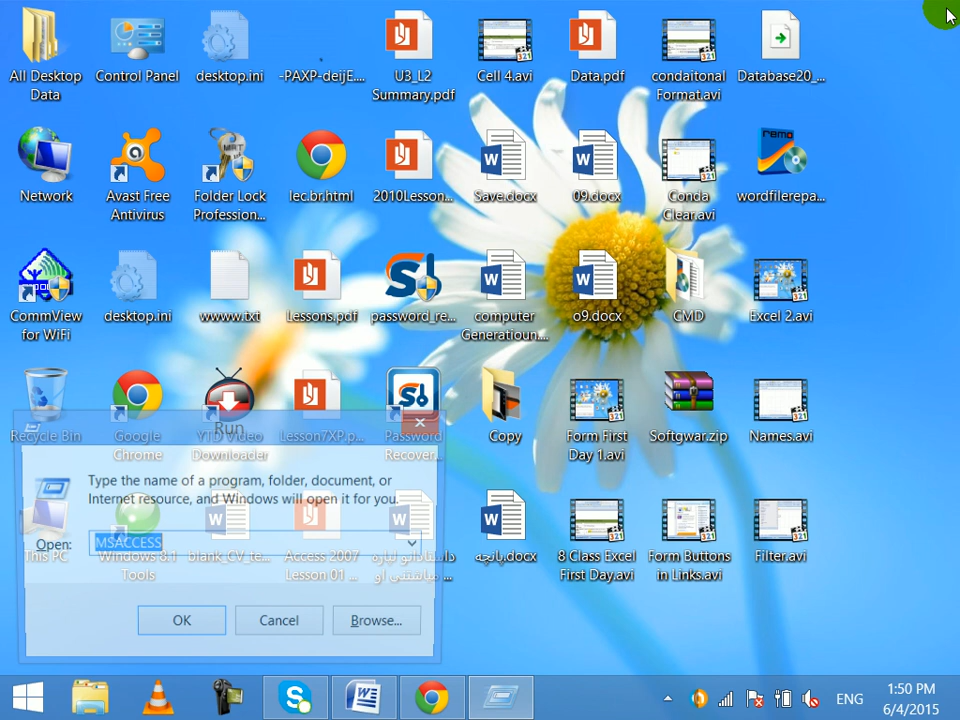 All Desktop
Data
Control Panel
desktop.ini
-PAXP-deijE....
U3_L2
Summary.pdf
Cell 4.avi
Data.pdf
condaitonal
Format.avi
Database20_...
Network
Avast Free
Antivirus
Folder Lock
Profession...
lec.br.html
2010Lesson...
Save.docx
09.docx
Conda
Clear.avi
remo
wordfilerepa...
CommView
for WiFi
desktop.ini
wwww.txt
Lessons.pdf
password_re...
computer
Generatioun....
o9.docx
CMD
Excel 2.avi
Recycle Bin
Google
Chrome
YTD Video
Downloader
Lesson7XP.p...
Password
Recover...
Copy
Form First
Day 1.avi
Softgwar.zip
Names.avi
Run
Type the name of a program, folder, document, or
Internet resource, and Windows will open it for you.
Open:
MSACCESS
OK
Cancel
Browse...
This PC
Windows 8.1
Tools
blank_CV_te...
Access 2007
Lesson 01 ...
پانچه.docx
8 Class Excel
First Day.avi
Form Buttons
in Links.avi
Filter.avi
ENG
1:50 PM
6/4/2015